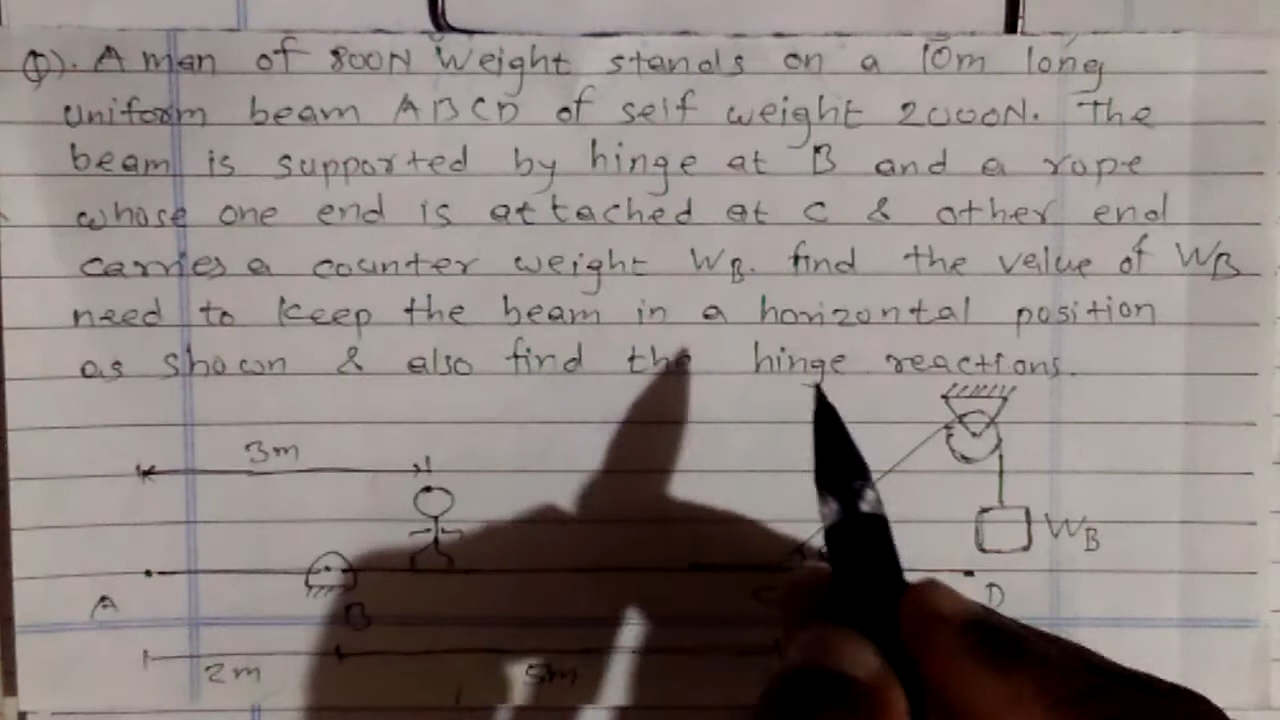 Q). A man of 800N Weight stands on a 10m long
uniform beam ABCD of self weight 2000N. The
beam is supported by hinge at B and a rope
whose one end is attached at C & other end
carries a counter weight WB. find the value of WB
need to keep the beam in a horizontal position
as shown & also find the hinge reactions.
3m
WB
A
B
C
D
2m
5m